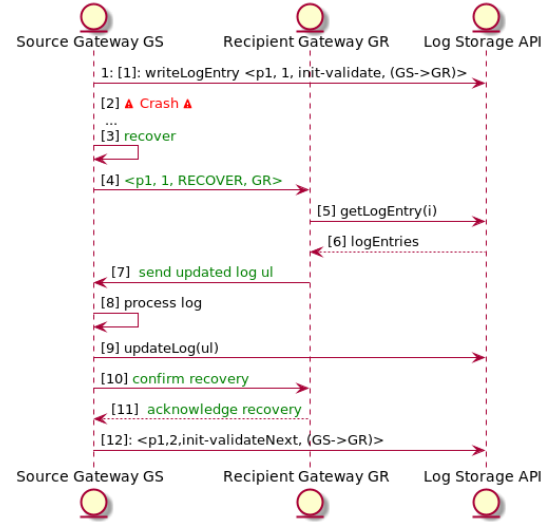 Source Gateway GS Recipient Gateway GR Log Storage API
1: [1]: writeLogEntry <p1, 1, init-validate, (GS->GR)>
[2] ⚠ Crash ⚠
...
[3] recover
[4] <p1, 1, RECOVER, GR>
[5] getLogEntry(i)
[6] logEntries
[7] send updated log ul
[8] process log
[9] updateLog(ul)
[10] confirm recovery
[11] acknowledge recovery
[12]: <p1,2,init-validateNext, (GS->GR)>
Source Gateway GS Recipient Gateway GR Log Storage API